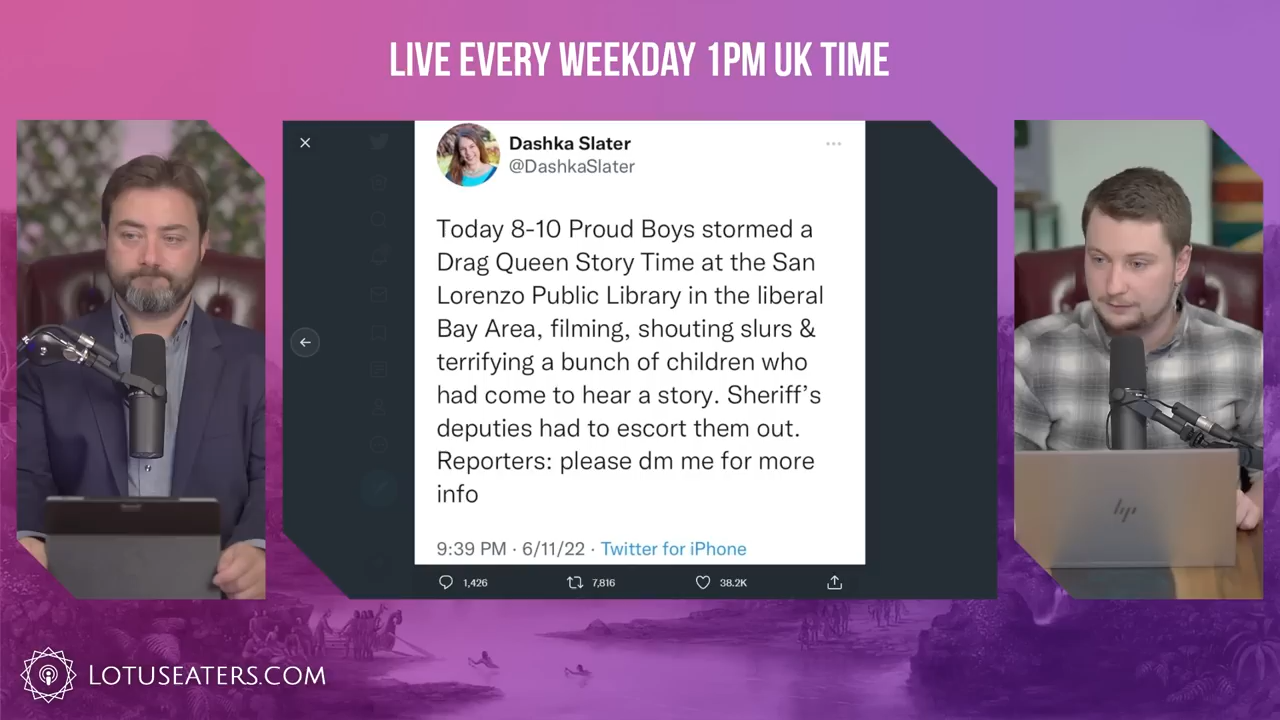 LIVE EVERY WEEKDAY 1PM UK TIME
Dashka Slater
@DashkaSlater
Today 8-10 Proud Boys stormed a
Drag Queen Story Time at the San
Lorenzo Public Library in the liberal
Bay Area, filming, shouting slurs &
terrifying a bunch of children who
had come to hear a story. Sheriff’s
deputies had to escort them out.
Reporters: please dm me for more
info
9:39 PM · 6/11/22 · Twitter for iPhone
1,426 7,816 38.2K
hp
LOTUSEATERS.COM